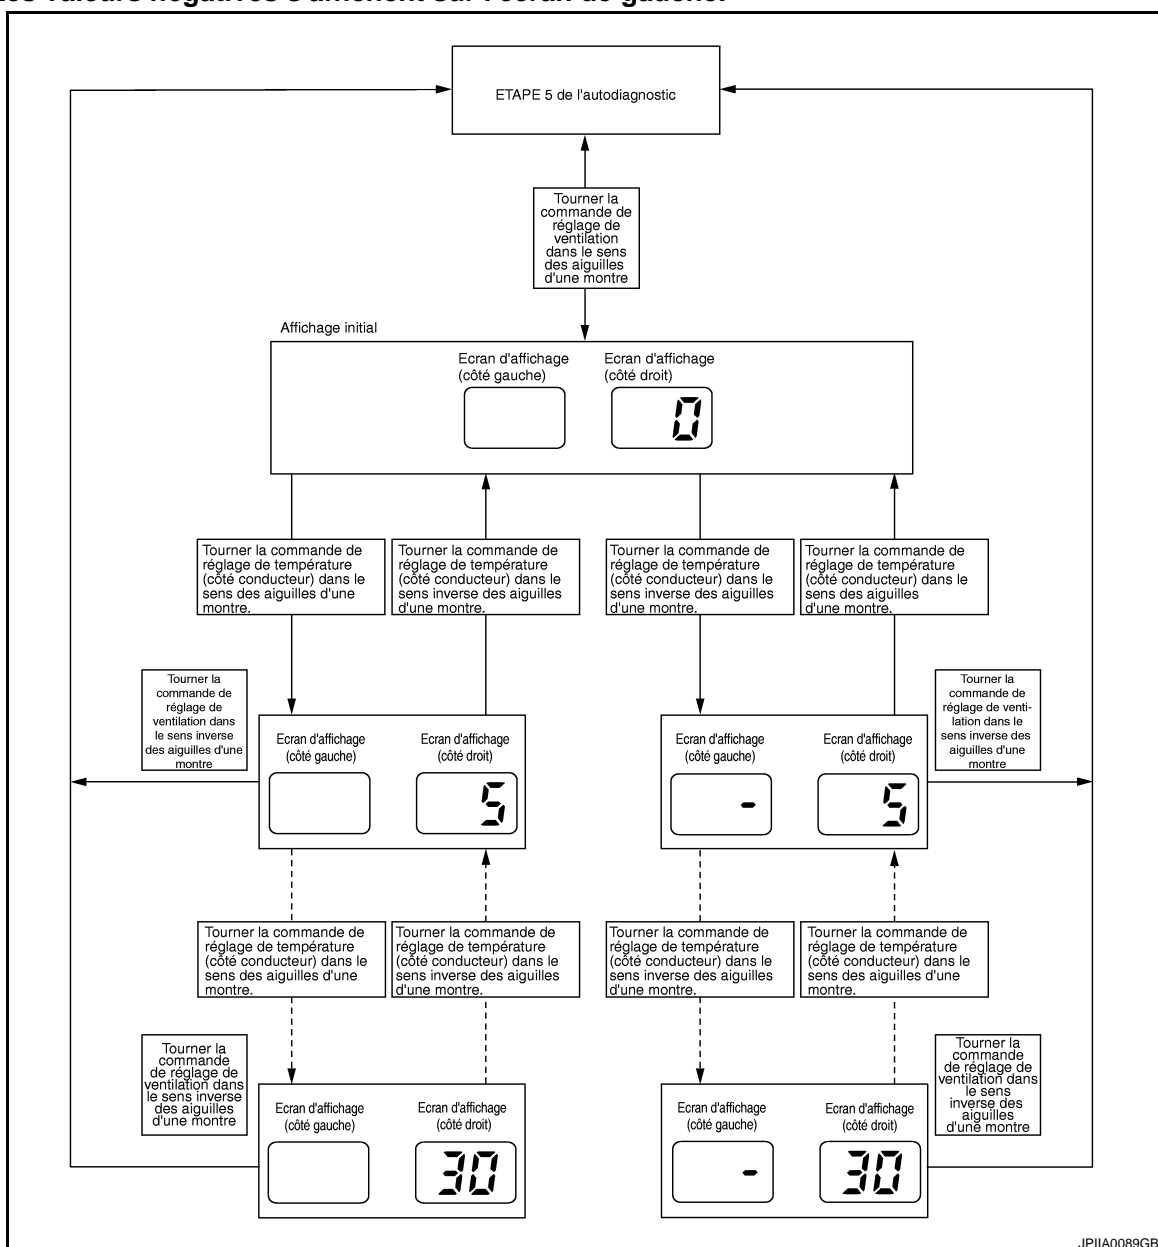 Les valeurs négatives s'affichent sur l'écran de gauche.
ETAPE 5 de l'autodiagnostic
Tourner la
commande de
réglage de
ventilation
dans le sens
des aiguilles
d'une montre
Affichage initial
Ecran d'affichage
(côté gauche)
Ecran d'affichage
(côté droit)
0
Tourner la commande de
réglage de température
(côté conducteur) dans le
sens des aiguilles d'une
montre.
Tourner la commande de
réglage de température
(côté conducteur) dans le
sens inverse des aiguilles
d'une montre.
Tourner la commande de
réglage de température
(côté conducteur) dans le
sens inverse des aiguilles
d'une montre.
Tourner la commande de
réglage de température
(côté conducteur) dans le
sens des aiguilles d'une
montre.
Tourner la
commande de
réglage de
ventilation dans
le sens inverse
des aiguilles d'une
montre
Ecran d'affichage
(côté gauche)
Ecran d'affichage
(côté droit)
5
Ecran d'affichage
(côté gauche)
-
Ecran d'affichage
(côté droit)
5
Tourner la
commande de
réglage de venti-
lation dans le
sens inverse des
aiguilles d'une
montre
Tourner la commande de
réglage de température
(côté conducteur) dans le
sens des aiguilles d'une
montre.
Tourner la commande de
réglage de température
(côté conducteur) dans le
sens inverse des aiguilles
d'une montre.
Tourner la commande de
réglage de température
(côté conducteur) dans le
sens inverse des aiguilles
d'une montre.
Tourner la commande de
réglage de température
(côté conducteur) dans le
sens des aiguilles d'une
montre.
Tourner la
commande
de réglage de
ventilation dans
le sens inverse
des aiguilles
d'une montre
Ecran d'affichage
(côté gauche)
Ecran d'affichage
(côté droit)
30
Ecran d'affichage
(côté gauche)
-
Ecran d'affichage
(côté droit)
30
Tourner la
commande
de réglage de
ventilation dans
le sens
inverse des
aiguilles
d'une montre
JPIIA0089GB